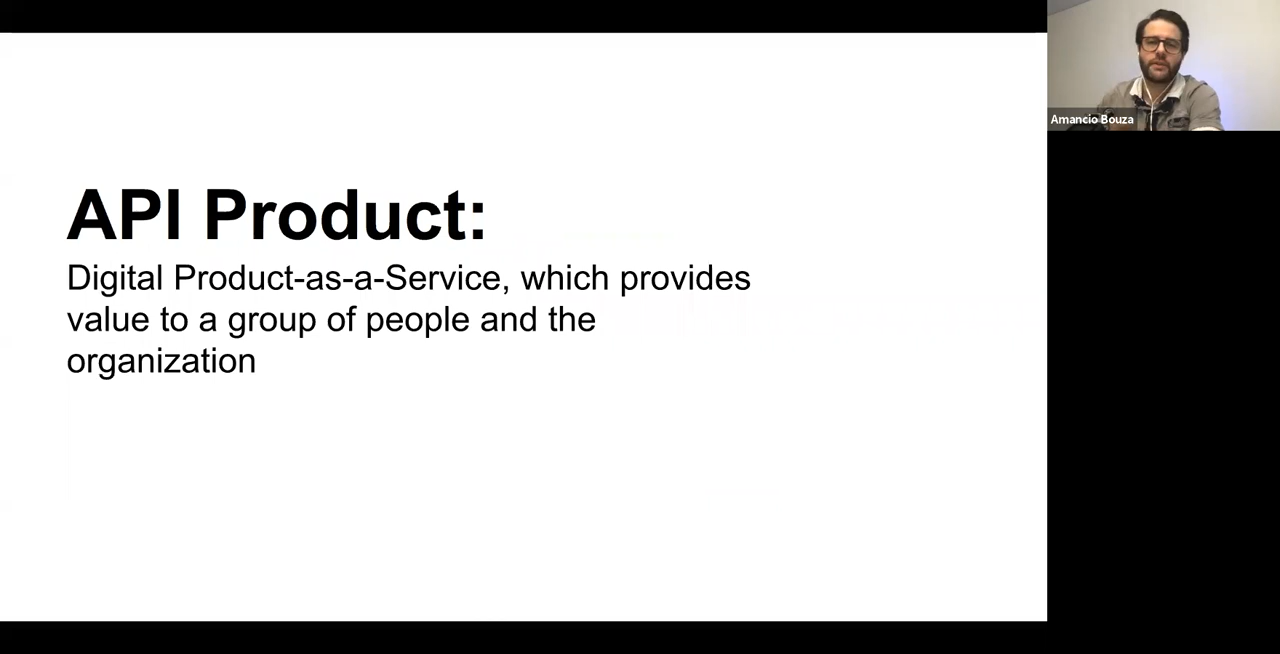 API Product:
Digital Product-as-a-Service, which provides
value to a group of people and the
organization
Amancio Bouza